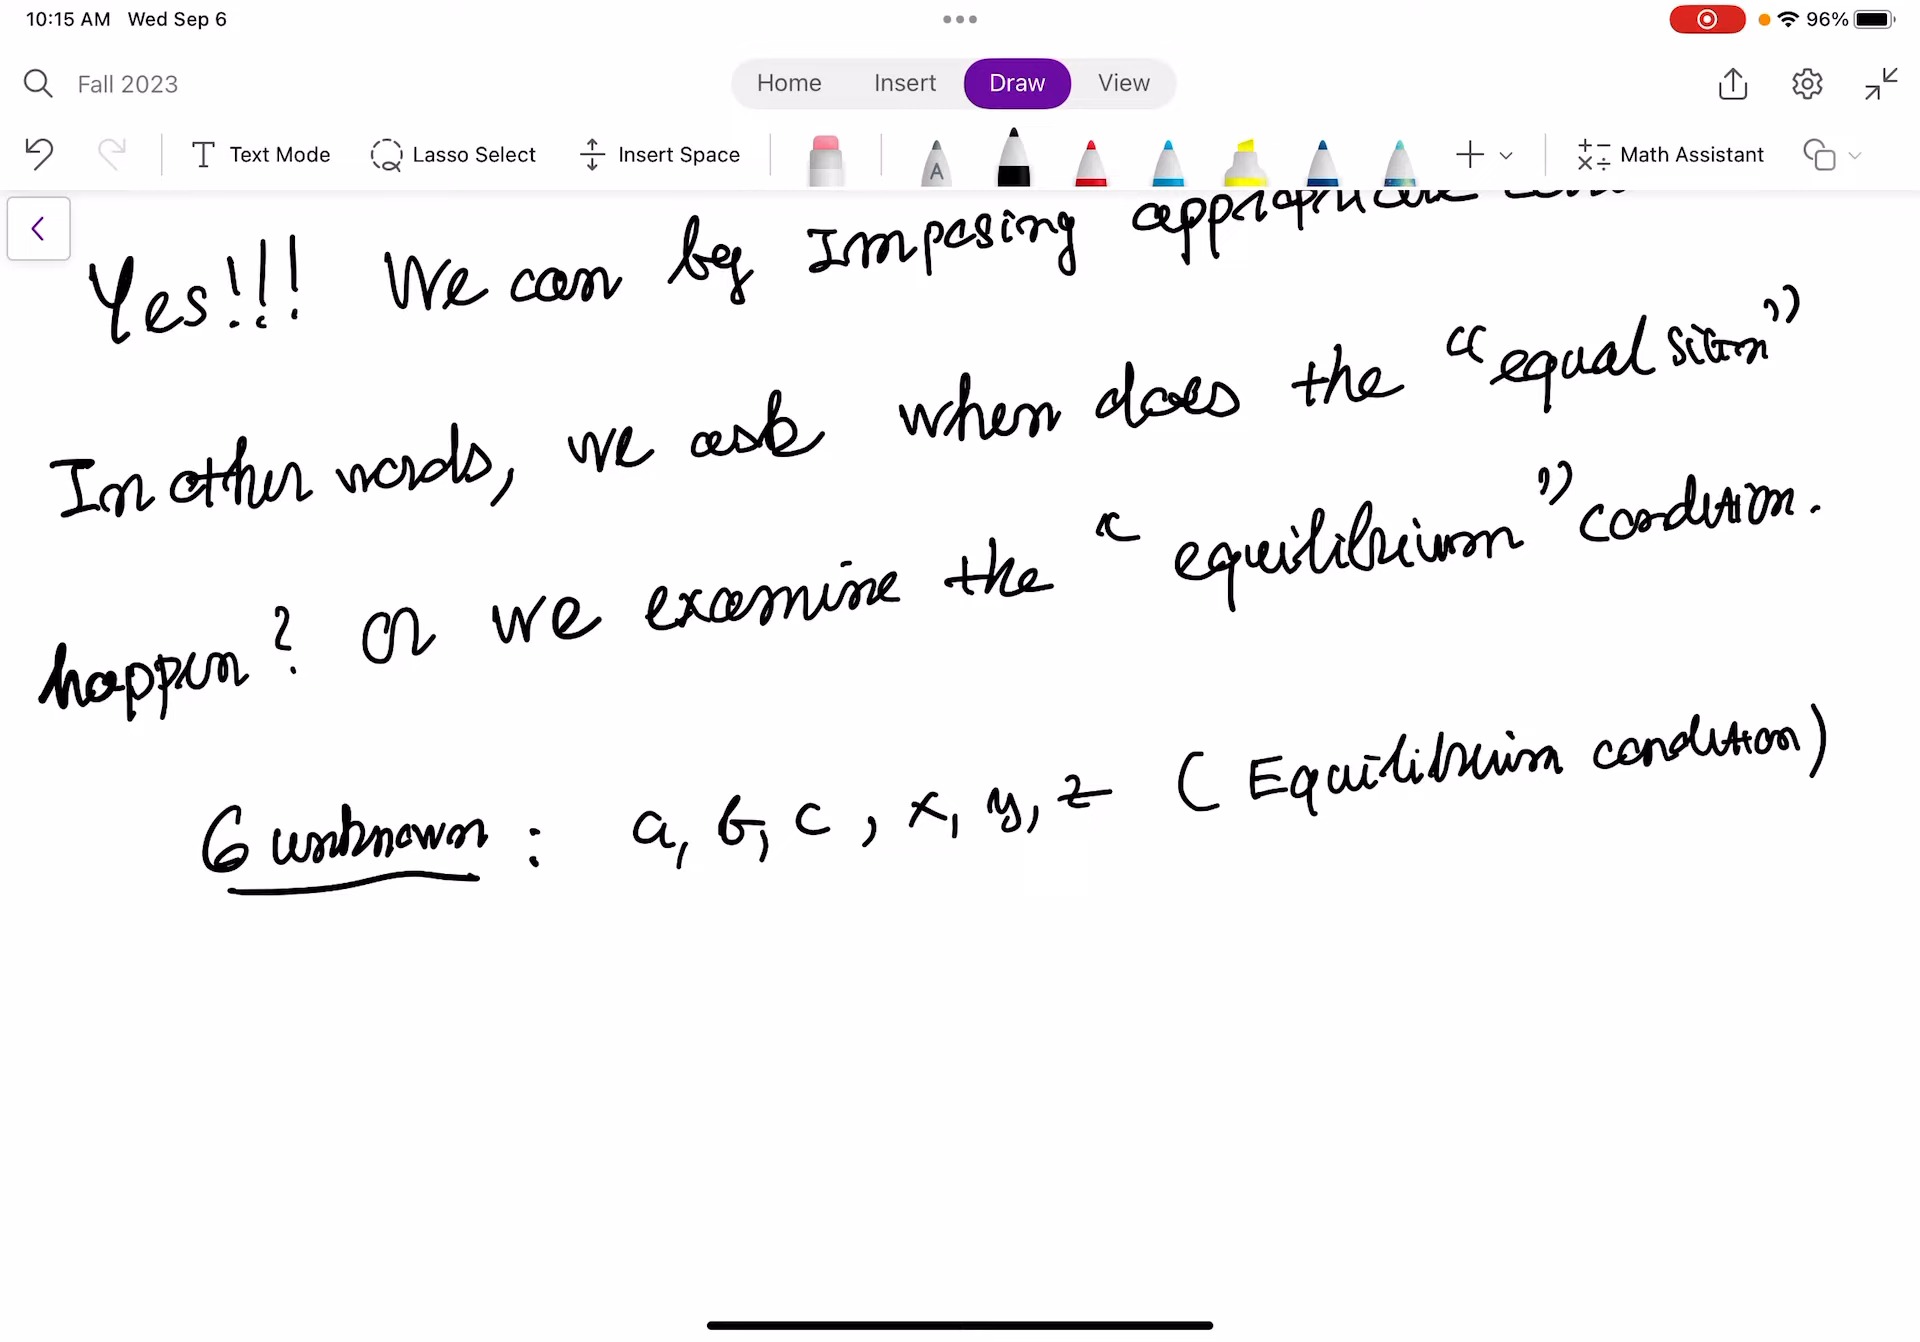 10:15 AM Wed Sep 6
96%
Fall 2023
Home Insert Draw View
Text Mode Lasso Select Insert Space A Math Assistant
Yes!!! We can by Imposing appropriate
In other words, we ask when does the "equal sign"
happen? Or we examine the "equilibrium" condition.
6 unknown : a, b, c, x, y, z (Equilibrium condition)